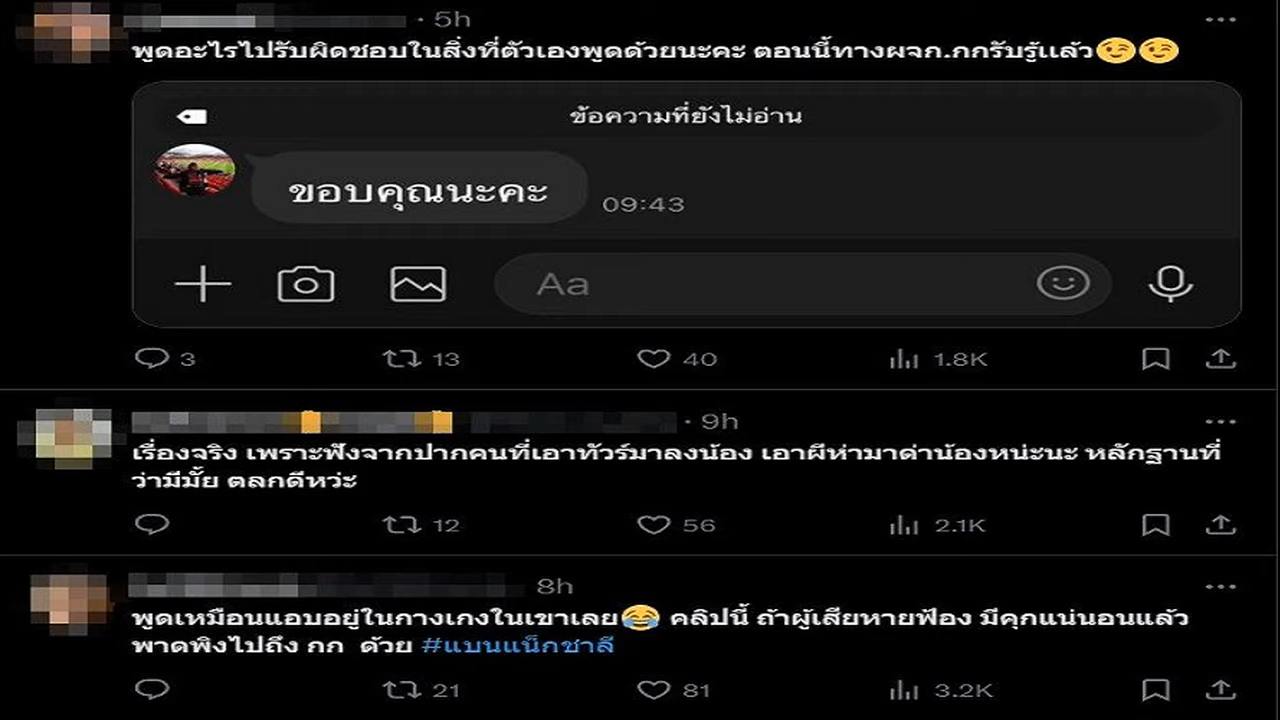 · 5h
พูดอะไรไปรับผิดชอบในสิ่งที่ตัวเองพูดด้วยนะคะ ตอนนี้ทางผจก.กกรับรู้แล้ว😉😉
ข้อความที่ยังไม่อ่าน
ขอบคุณนะคะ
09:43
Aa
3 13 40 1.8K
· 9h
เรื่องจริง เพราะฟังจากปากคนที่เอาทัวร์มาลงน้อง เอาผีห่ามาด่าน้องหน่ะนะ หลักฐานที่
ว่ามีมั้ย ตลกดีหว่ะ
12 56 2.1K
8h
พูดเหมือนแอบอยู่ในกางเกงในเขาเลย😂 คลิปนี้ ถ้าผู้เสียหายฟ้อง มีคุกแน่นอนแล้ว
พาดพิงไปถึง กก ด้วย #แบนแน็กชาลี
21 81 3.2K